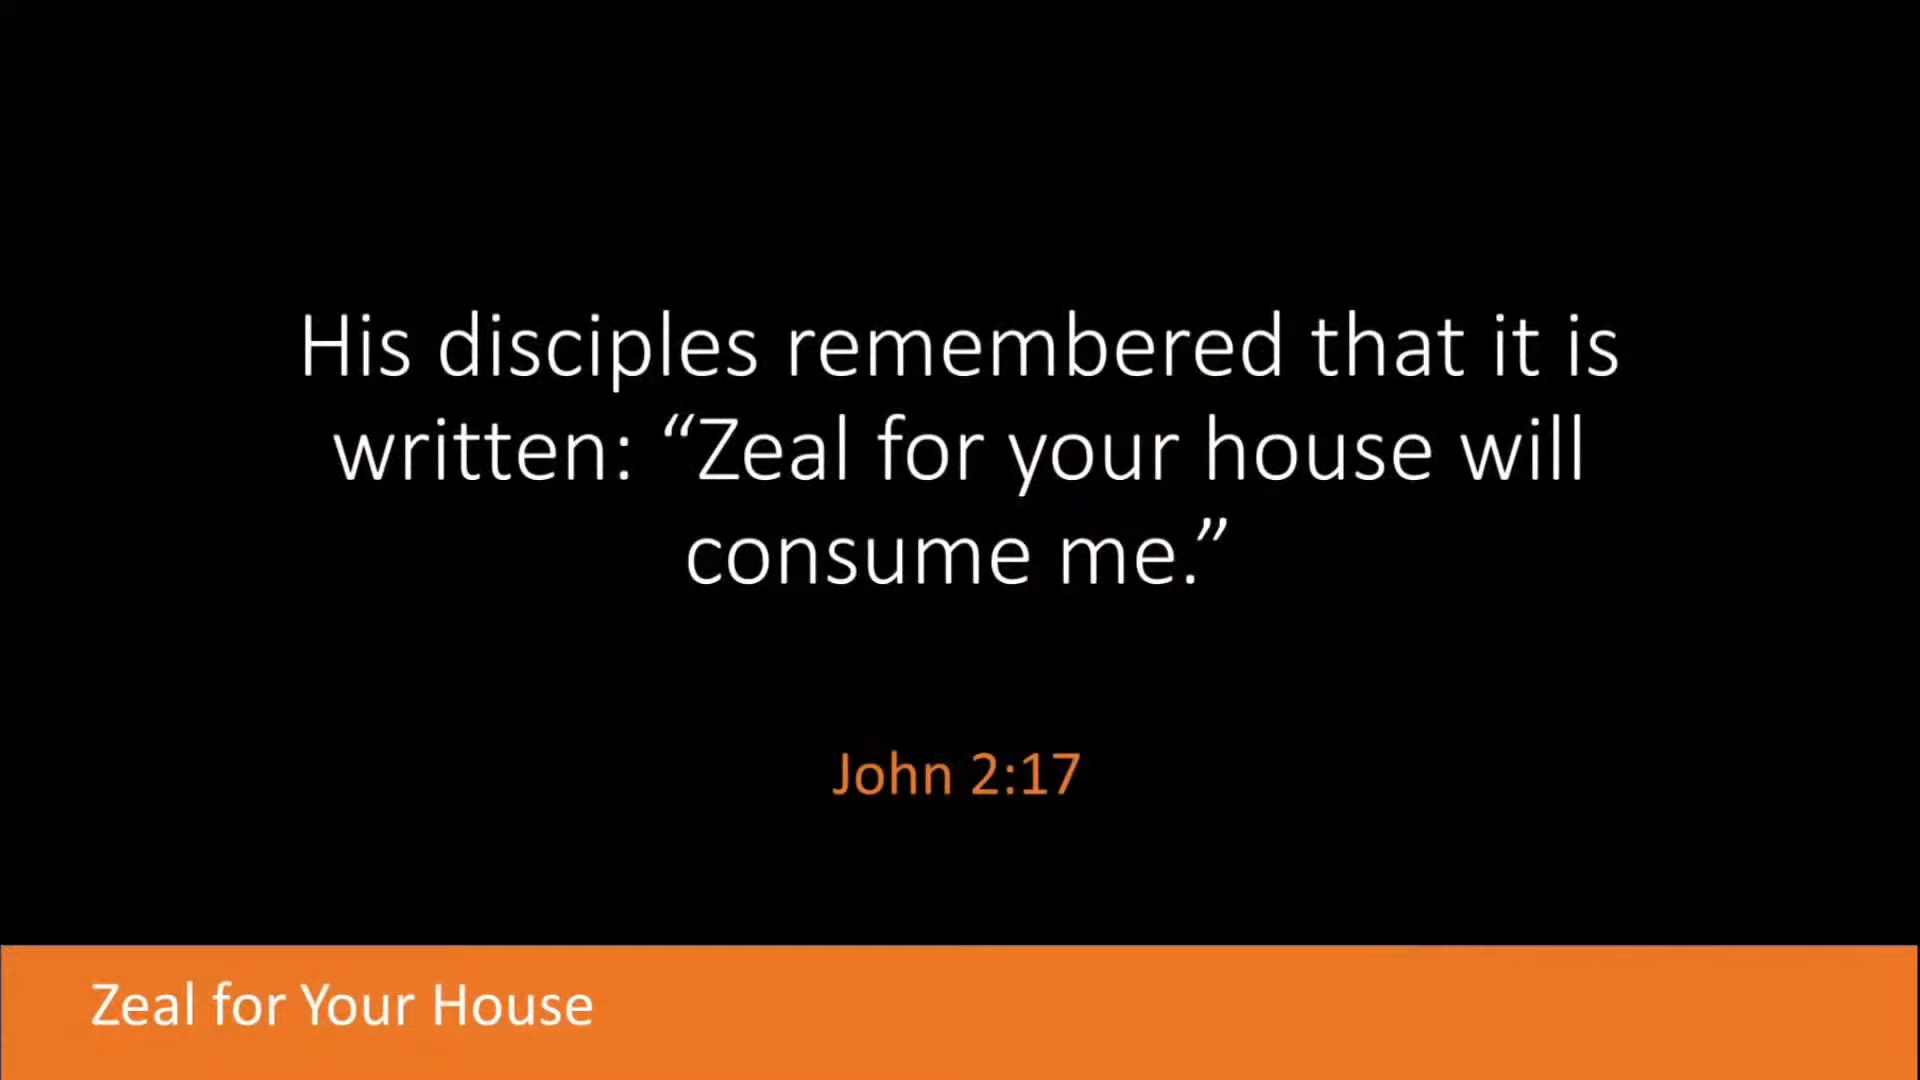 His disciples remembered that it is
written: “Zeal for your house will
consume me.”
John 2:17
Zeal for Your House